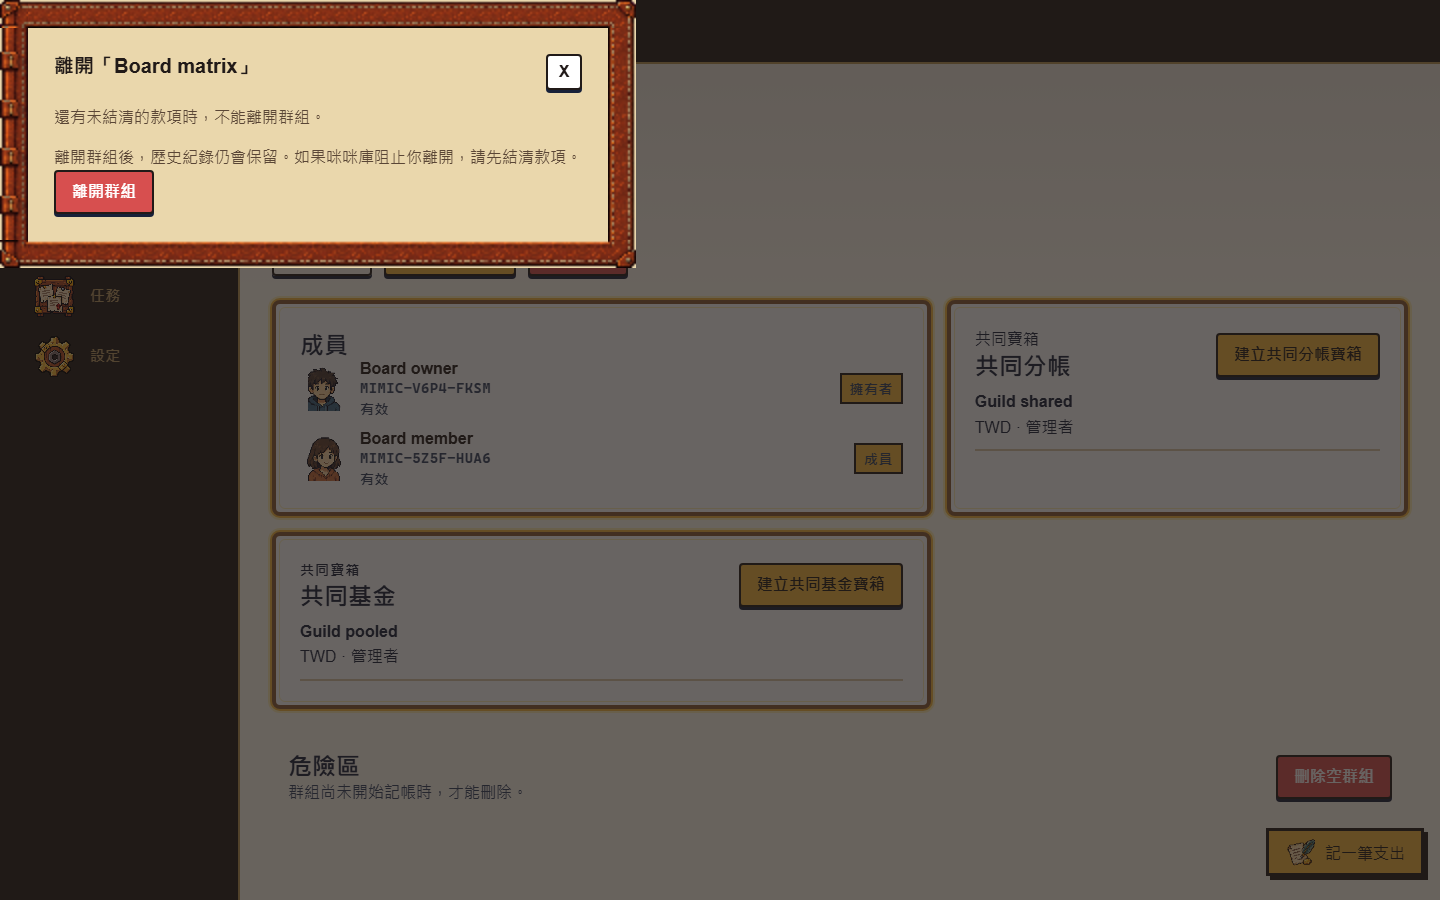 離開「Board matrix」
X
還有未結清的款項時，不能離開群組。
離開群組後，歷史紀錄仍會保留。如果咪咪庫阻止你離開，請先結清款項。
離開群組
任務
設定
成員
Board owner
MIMIC-V6P4-FKSM
有效
擁有者
Board member
MIMIC-5Z5F-HUA6
有效
成員
共同寶箱
共同分帳
建立共同分帳寶箱
Guild shared
TWD · 管理者
共同寶箱
共同基金
建立共同基金寶箱
Guild pooled
TWD · 管理者
危險區
群組尚未開始記帳時，才能刪除。
刪除空群組
記一筆支出